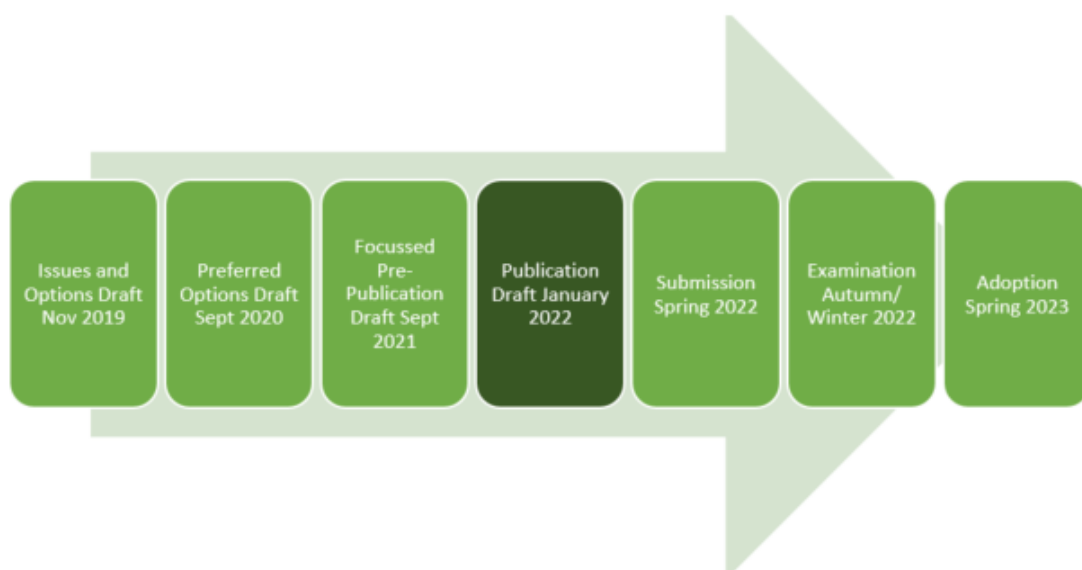 Issues and
Options Draft
Nov 2019
Preferred
Options Draft
Sept 2020
Focussed
Pre-
Publication
Draft Sept
2021
Publication
Draft January
2022
Submission
Spring 2022
Examination
Autumn/
Winter 2022
Adoption
Spring 2023